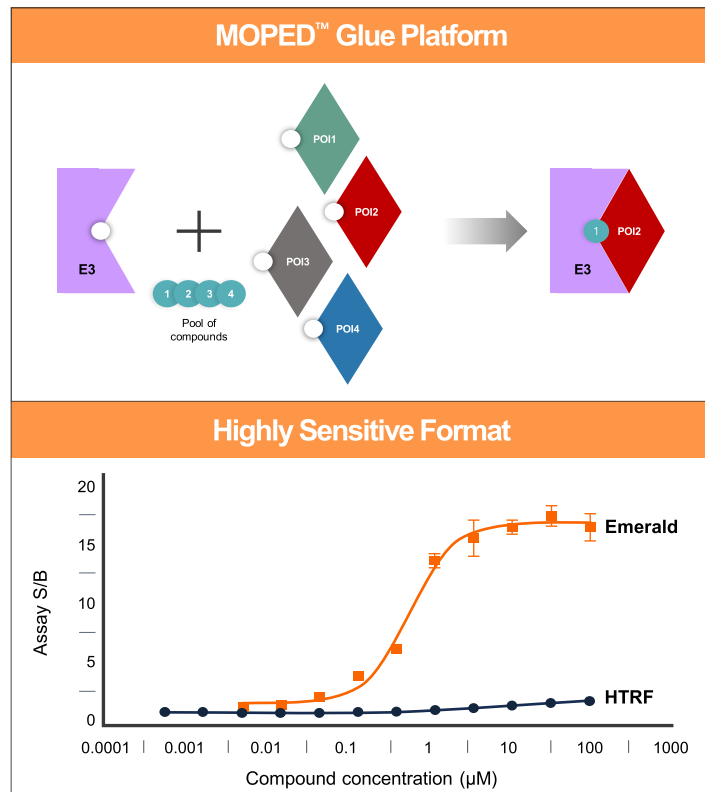 MOPED™ Glue Platform
POI1
POI2
POI3
POI4
E3
1 2 3 4
Pool of
compounds
1
POI2
E3
Highly Sensitive Format
20
15
10
5
0
Assay S/B
Emerald
HTRF
0.0001 0.001 0.01 0.1 1 10 100 1000
Compound concentration (µM)